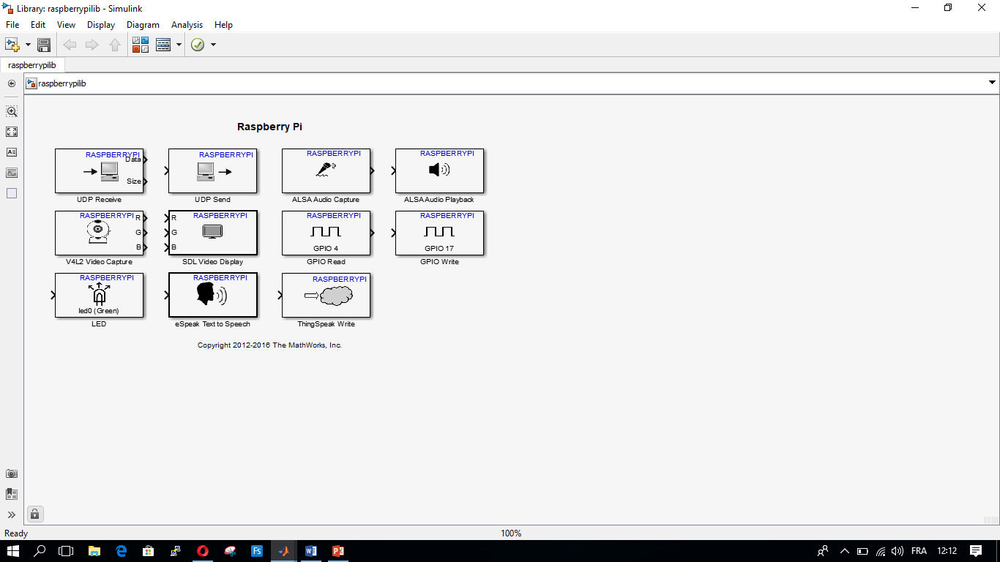 Library: raspberrypilib - Simulink
File Edit View Display Diagram Analysis Help
raspberrypilib
raspberrypilib
Raspberry Pi
RASPBERRYPI RASPBERRYPI RASPBERRYPI RASPBERRYPI
Data
Size
UDP Receive UDP Send ALSA Audio Capture ALSA Audio Playback
RASPBERRYPI R R RASPBERRYPI RASPBERRYPI RASPBERRYPI
G G
B B GPIO 4 GPIO 17
V4L2 Video Capture SDL Video Display GPIO Read GPIO Write
RASPBERRYPI RASPBERRYPI RASPBERRYPI
led0 (Green)
LED eSpeak Text to Speech ThingSpeak Write
Copyright 2012-2016 The MathWorks, Inc.
Ready 100%
Fs FRA 12:12